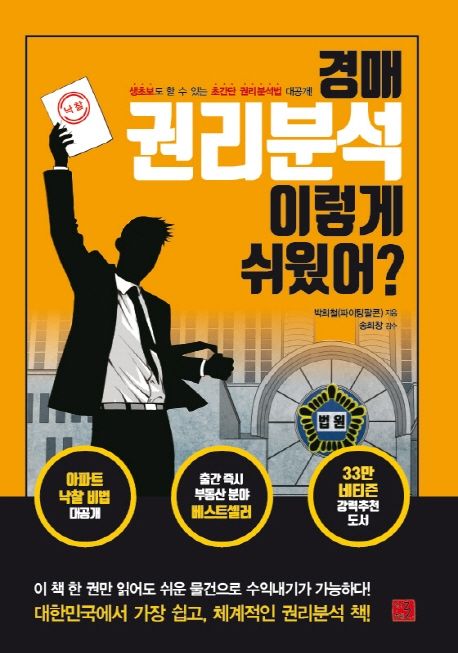 경매
생초보도 할 수 있는 초간단 권리분석법 대공개!
낙찰
권리분석
이렇게
쉬웠어?
박희철(파이팅팔콘) 지음
송희창 감수
법원
아파트
낙찰 비법
대공개
출간 즉시
부동산 분야
베스트셀러
33만
네티즌
강력추천
도서
이 책 한 권만 읽어도 쉬운 물건으로 수익내기가 가능하다!
대한민국에서 가장 쉽고, 체계적인 권리분석 책!